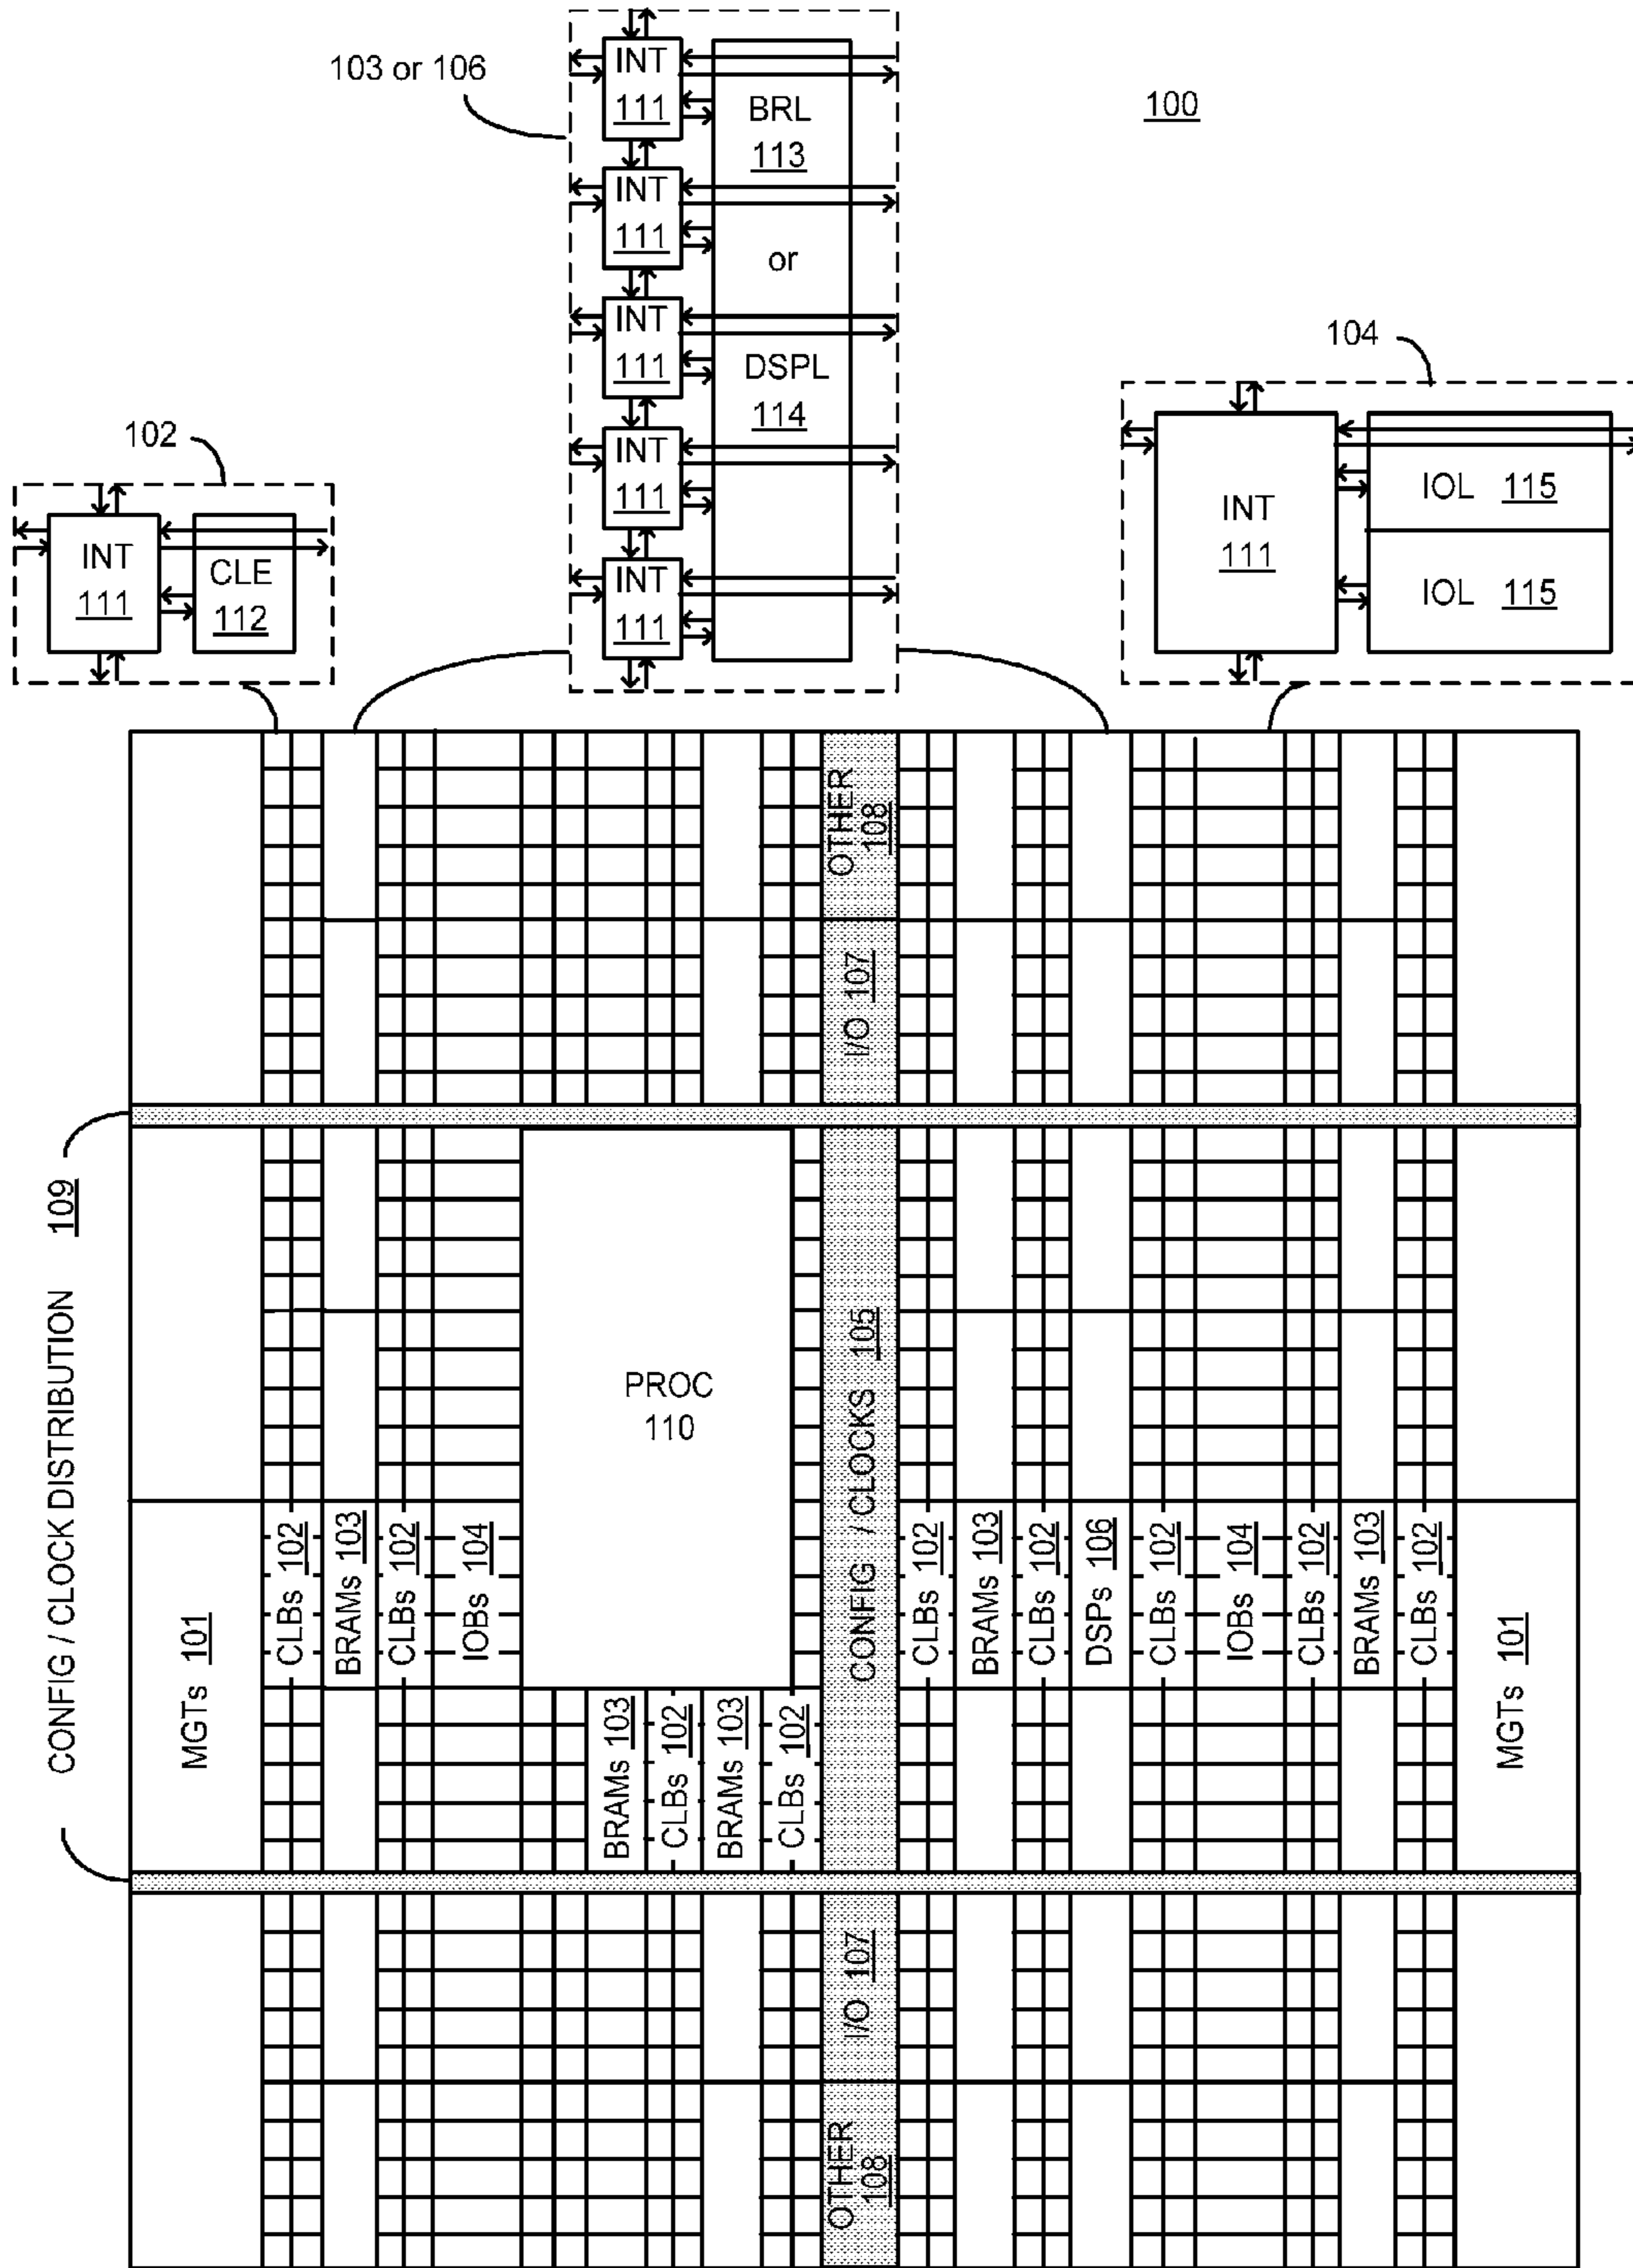 100
103 or 106
INT
111
INT
111
INT
111
INT
111
INT
111
BRL
113
or
DSPL
114
104
INT
111
IOL 115
IOL 115
102
INT
111
CLE
112
OTHER
108
I/O 107
CONFIG / CLOCK DISTRIBUTION 109
PROC
110
CONFIG / CLOCKS 105
MGTs 101
CLBs 102
BRAMs 103
CLBs 102
IOBs 104
BRAMs 103
CLBs 102
BRAMs 103
CLBs 102
CLBs 102
BRAMs 103
CLBs 102
DSPs 106
CLBs 102
IOBs 104
CLBs 102
BRAMs 103
CLBs 102
MGTs 101
I/O 107
OTHER
108